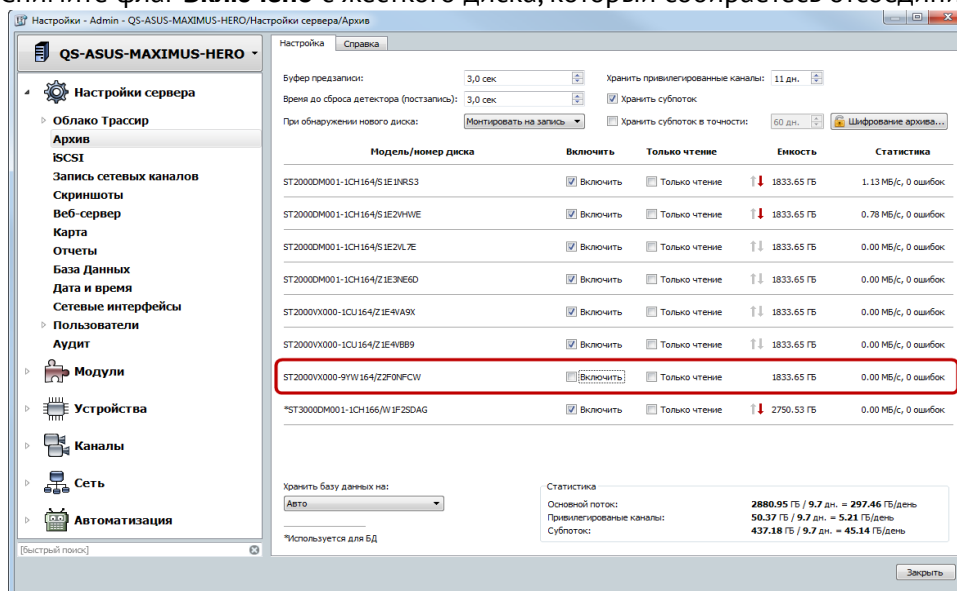 Снимите флаг Включено с жесткого диска, который собираетесь отсоедини
Настройки - Admin - QS-ASUS-MAXIMUS-HERO/Настройки сервера/Архив
QS-ASUS-MAXIMUS-HERO
Настройки сервера
Облако Трассир
Архив
iSCSI
Запись сетевых каналов
Скриншоты
Веб-сервер
Карта
Отчеты
База Данных
Дата и время
Сетевые интерфейсы
Пользователи
Аудит
Модули
Устройства
Каналы
Сеть
Автоматизация
[быстрый поиск]
Настройка Справка
Буфер предзаписи: 3,0 сек Хранить привилегированные каналы: 11 дн.
Время до сброса детектора (постзапись): 3,0 сек Хранить субпоток
При обнаружении нового диска: Монтировать на запись Хранить субпоток в точности: 60 дн. Шифрование архива...
Модель/номер диска Включить Только чтение Емкость Статистика
ST2000DM001-1CH164/S1E1NRS3 Включить Только чтение 1833.65 ГБ 1.13 МБ/с, 0 ошибок
ST2000DM001-1CH164/S1E2VHWE Включить Только чтение 1833.65 ГБ 0.78 МБ/с, 0 ошибок
ST2000DM001-1CH164/S1E2VL7E Включить Только чтение 1833.65 ГБ 0.00 МБ/с, 0 ошибок
ST2000DM001-1CH164/Z1E3NE6D Включить Только чтение 1833.65 ГБ 0.00 МБ/с, 0 ошибок
ST2000VX000-1CU164/Z1E4VA9X Включить Только чтение 1833.65 ГБ 0.00 МБ/с, 0 ошибок
ST2000VX000-1CU164/Z1E4VBB9 Включить Только чтение 1833.65 ГБ 0.00 МБ/с, 0 ошибок
ST2000VX000-9YW164/Z2F0NFCW Включить Только чтение 1833.65 ГБ 0.00 МБ/с, 0 ошибок
*ST3000DM001-1CH166/W1F2SDAG Включить Только чтение 2750.53 ГБ 0.00 МБ/с, 0 ошибок
Хранить базу данных на:
Авто
*Используется для БД
Статистика
Основной поток: 2880.95 ГБ / 9.7 дн. = 297.46 ГБ/день
Привилегированые каналы: 50.37 ГБ / 9.7 дн. = 5.21 ГБ/день
Субпоток: 437.18 ГБ / 9.7 дн. = 45.14 ГБ/день
Закрыть